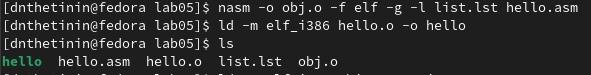 [dnthetinin@fedora lab05]$ nasm -o obj.o -f elf -g -l list.lst hello.asm
[dnthetinin@fedora lab05]$ ld -m elf_i386 hello.o -o hello
[dnthetinin@fedora lab05]$ ls
hello  hello.asm  hello.o  list.lst  obj.o